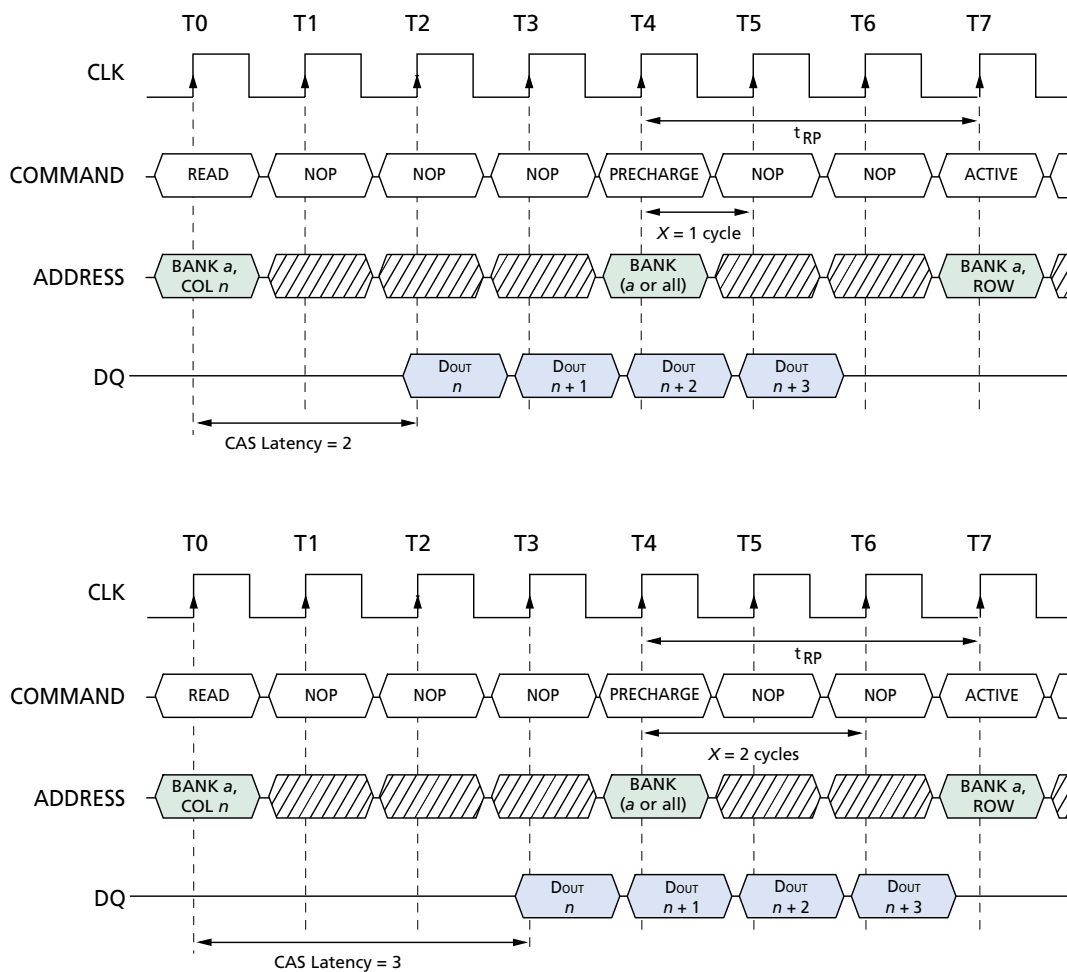 T0 T1 T2 T3 T4 T5 T6 T7
CLK
tRP
COMMAND READ NOP NOP NOP PRECHARGE NOP NOP ACTIVE
X = 1 cycle
ADDRESS BANK a, COL n BANK (a or all) BANK a, ROW
DQ DOUT n DOUT n + 1 DOUT n + 2 DOUT n + 3
CAS Latency = 2
T0 T1 T2 T3 T4 T5 T6 T7
CLK
tRP
COMMAND READ NOP NOP NOP PRECHARGE NOP NOP ACTIVE
X = 2 cycles
ADDRESS BANK a, COL n BANK (a or all) BANK a, ROW
DQ DOUT n DOUT n + 1 DOUT n + 2 DOUT n + 3
CAS Latency = 3